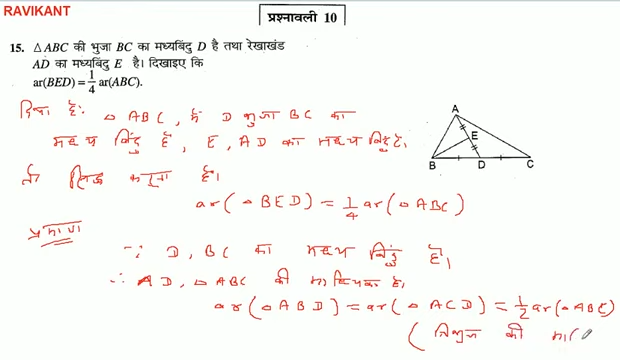 RAVIKANT
प्रश्नावली 10
15. △ ABC की भुजा BC का मध्यबिंदु D है तथा रेखाखंड
AD का मध्यबिंदु E है। दिखाइए कि
ar(BED) = 1/4 ar(ABC).
दिया है: △ ABC, में D भुजा BC का
मध्य बिंदु है, E, AD का मध्य बिंदु है।
तो सिद्ध करना है।
ar(△BED) = 1/4 ar(△ABC)
प्रमाण
∵ D, BC का मध्य बिंदु है।
∴ AD, △ABC की माध्यिका है।
ar(△ABD) = ar(△ACD) = 1/2 ar(△ABC)
(त्रिभुज की मा
A
E
B D C